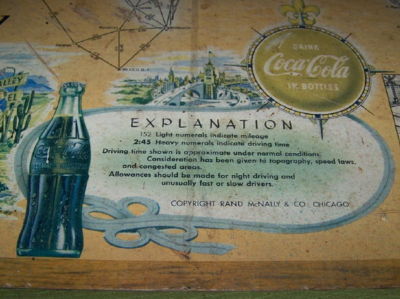 DRINK
Coca-Cola
IN BOTTLES
EXPLANATION
152 Light numerals indicate mileage
2:45 Heavy numerals indicate driving time
Driving time shown is approximate under normal conditions.
Consideration has been given to topography, speed laws,
and congested areas.
Allowances should be made for night driving and
unusually fast or slow drivers.
COPYRIGHT RAND McNALLY & CO. CHICAGO